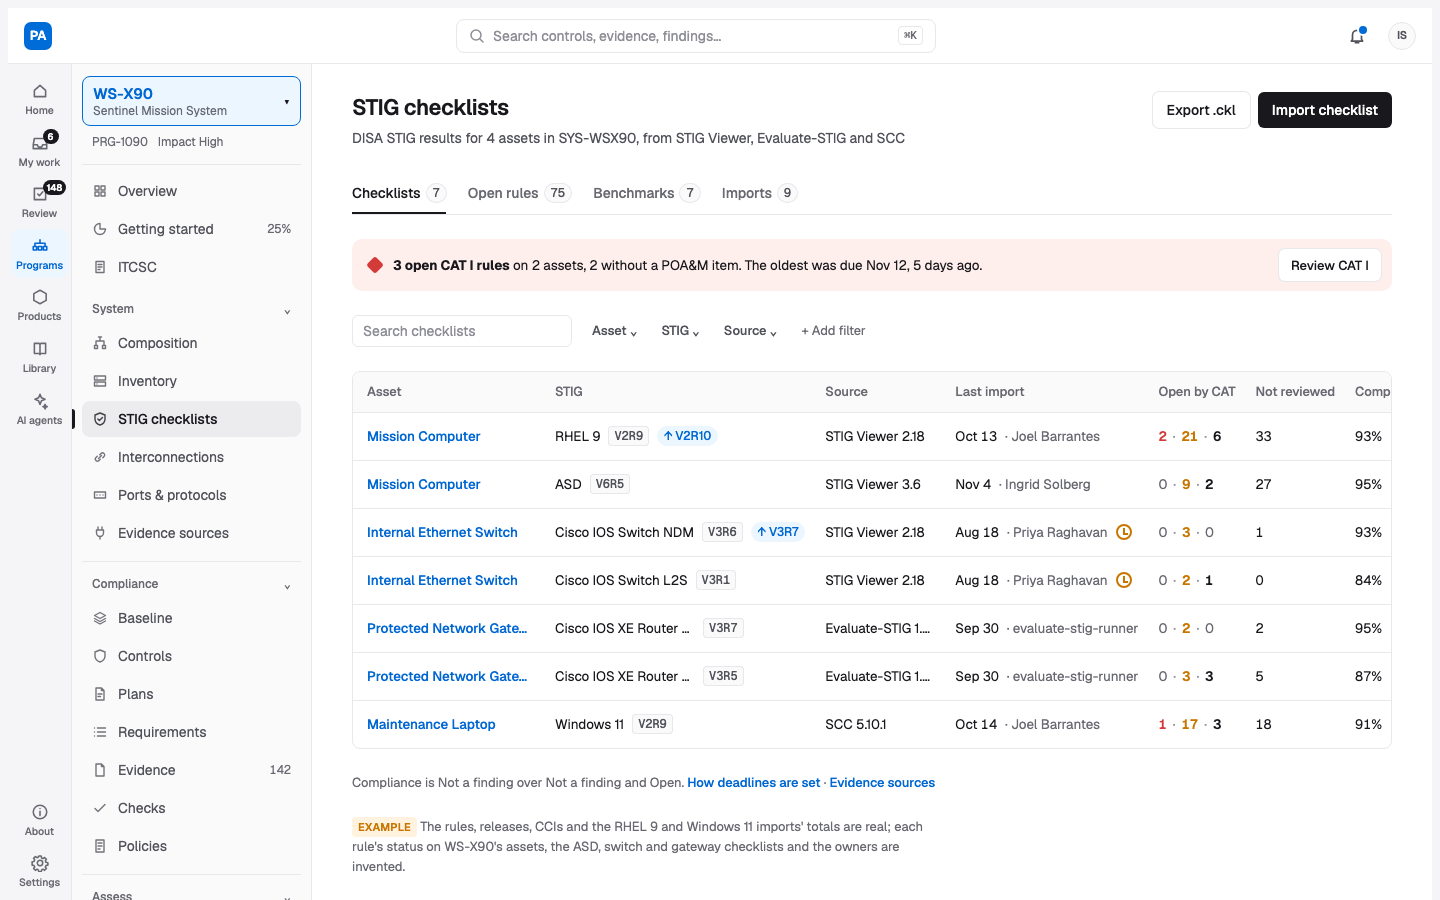 PA
Search controls, evidence, findings...
⌘K
IS
Home
6
My work
148
Review
Programs
Products
Library
AI agents
About
Settings
WS-X90
Sentinel Mission System
PRG-1090 Impact High
Overview
Getting started 25%
ITCSC
System
Composition
Inventory
STIG checklists
Interconnections
Ports & protocols
Evidence sources
Compliance
Baseline
Controls
Plans
Requirements
Evidence 142
Checks
Policies
Assess
STIG checklists
DISA STIG results for 4 assets in SYS-WSX90, from STIG Viewer, Evaluate-STIG and SCC
Export .ckl
Import checklist
Checklists 7 Open rules 75 Benchmarks 7 Imports 9
3 open CAT I rules on 2 assets, 2 without a POA&M item. The oldest was due Nov 12, 5 days ago.
Review CAT I
Search checklists Asset STIG Source + Add filter
Asset STIG Source Last import Open by CAT Not reviewed Comp
Mission Computer RHEL 9 V2R9 ↑ V2R10 STIG Viewer 2.18 Oct 13 · Joel Barrantes 2 · 21 · 6 33 93%
Mission Computer ASD V6R5 STIG Viewer 3.6 Nov 4 · Ingrid Solberg 0 · 9 · 2 27 95%
Internal Ethernet Switch Cisco IOS Switch NDM V3R6 ↑ V3R7 STIG Viewer 2.18 Aug 18 · Priya Raghavan 0 · 3 · 0 1 93%
Internal Ethernet Switch Cisco IOS Switch L2S V3R1 STIG Viewer 2.18 Aug 18 · Priya Raghavan 0 · 2 · 1 0 84%
Protected Network Gate... Cisco IOS XE Router ... V3R7 Evaluate-STIG 1.... Sep 30 · evaluate-stig-runner 0 · 2 · 0 2 95%
Protected Network Gate... Cisco IOS XE Router ... V3R5 Evaluate-STIG 1.... Sep 30 · evaluate-stig-runner 0 · 3 · 3 5 87%
Maintenance Laptop Windows 11 V2R9 SCC 5.10.1 Oct 14 · Joel Barrantes 1 · 17 · 3 18 91%
Compliance is Not a finding over Not a finding and Open. How deadlines are set · Evidence sources
EXAMPLE The rules, releases, CCIs and the RHEL 9 and Windows 11 imports' totals are real; each
rule's status on WS-X90's assets, the ASD, switch and gateway checklists and the owners are
invented.